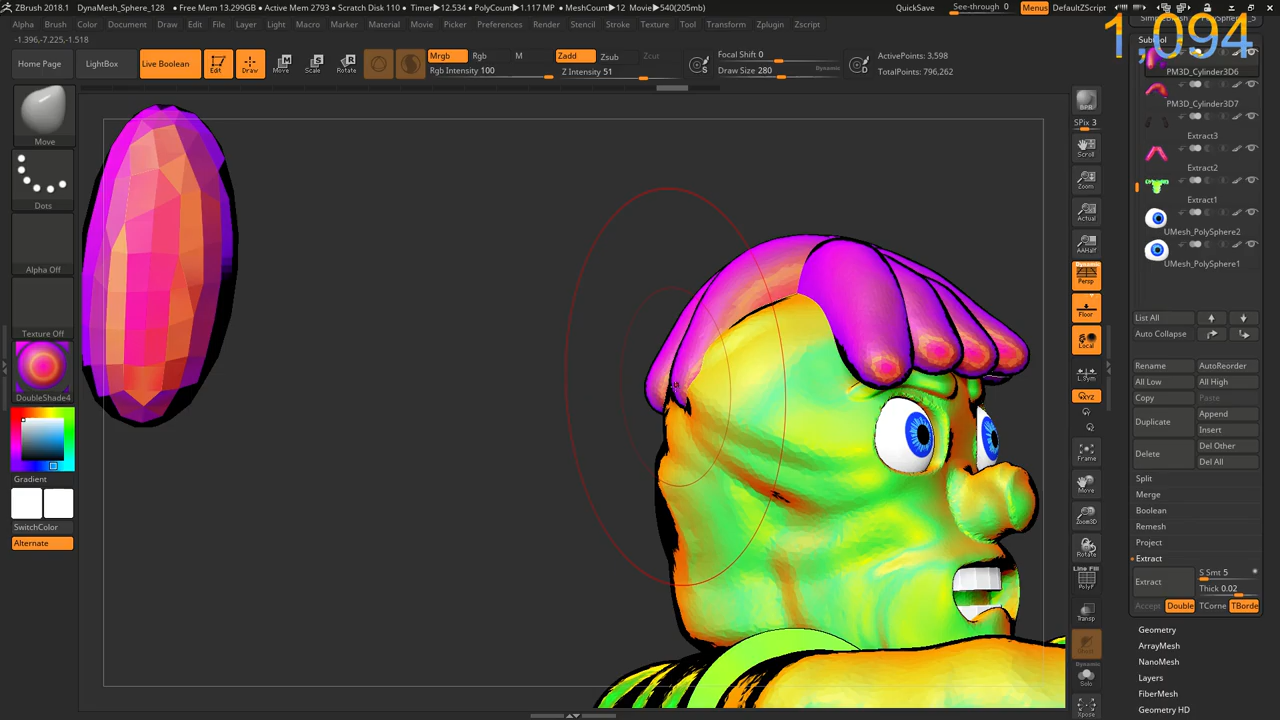 ZBrush 2018.1 DynaMesh_Sphere_128 • Free Mem 13.299GB • Active Mem 2793 • Scratch Disk 110 • Timer▸12.534 • PolyCount▸1.117 MP • MeshCount▸12 Movie▸540(205mb) QuickSave See-through 0 Menus DefaultZScript
Alpha Brush Color Document Draw Edit File Layer Light Macro Marker Material Movie Picker Preferences Render Stencil Stroke Texture Tool Transform Zplugin Zscript
1,094
-1.396,-7.225,-1.518
SubTool
Home Page LightBox Live Boolean Edit Draw Move Scale Rotate
Mrgb Rgb M Zadd Zsub Zcut
Rgb Intensity 100 Z Intensity 51
Focal Shift 0
Draw Size 280 Dynamic
ActivePoints: 3,598
TotalPoints: 796,262
PM3D_Cylinder3D6
PM3D_Cylinder3D7
Extract3
Extract2
Extract1
UMesh_PolySphere2
UMesh_PolySphere1
Move
Dots
Alpha Off
Texture Off
DoubleShade4
Gradient
SwitchColor
Alternate
BPR
SPix 3
Scroll
Zoom
Actual
AAHalf
Dynamic
Persp
Floor
Local
L.Sym
XYZ
Frame
Move
Zoom3D
Rotate
Line Fill
PolyF
Transp
Dynamic
Solo
Xpose
List All
Auto Collapse
Rename AutoReorder
All Low All High
Copy Paste
Duplicate Append
Insert
Delete Del Other
Del All
Split
Merge
Boolean
Remesh
Project
Extract
Extract S Smt 5
Thick 0.02
Accept Double TCorne TBorde
Geometry
ArrayMesh
NanoMesh
Layers
FiberMesh
Geometry HD